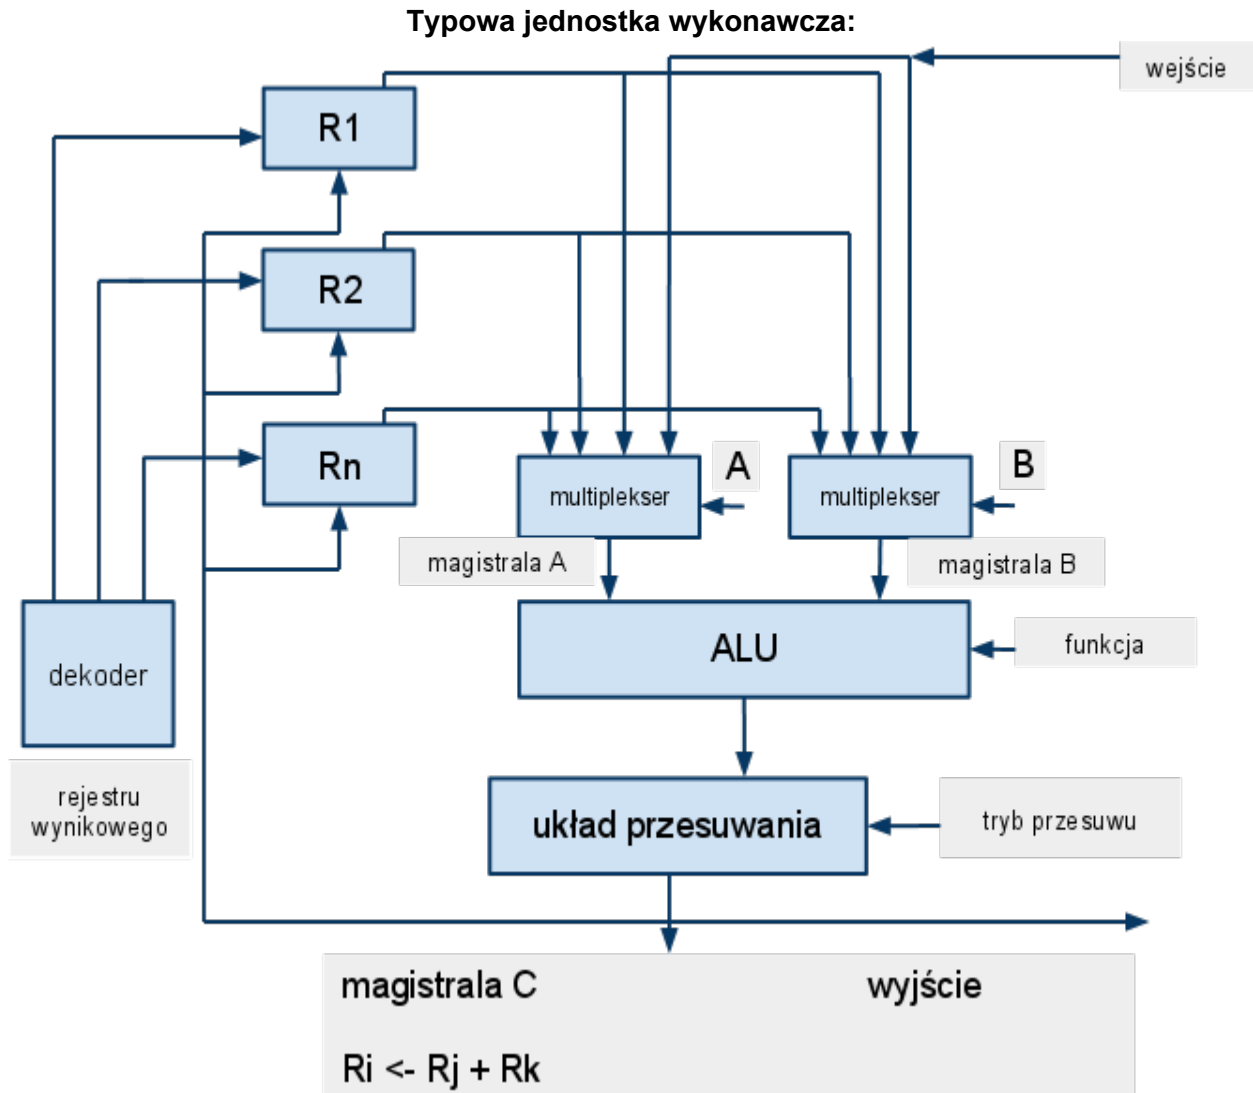 Typowa jednostka wykonawcza:
wejście
R1
R2
Rn
A
B
multiplekser
multiplekser
magistrala A
magistrala B
ALU
funkcja
dekoder
rejestru
wynikowego
układ przesuwania
tryb przesuwu
magistrala C
wyjście
Ri <- Rj + Rk